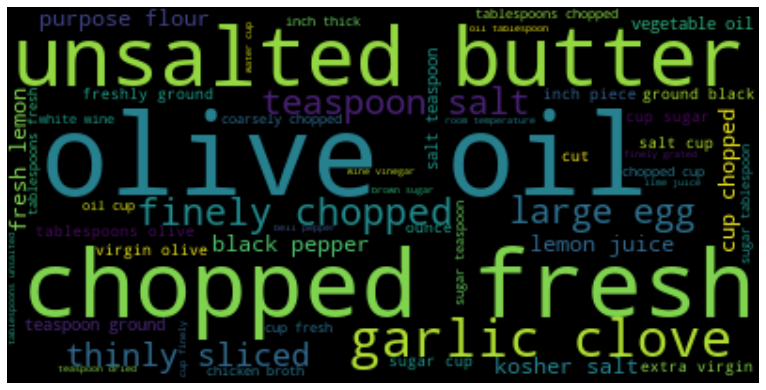 purpose flour
inch thick
tablespoons chopped
vegetable oil
oil tablespoon
water cup
unsalted butter
freshly ground
teaspoon salt
inch piece
ground black
fresh lemon
tablespoons fresh
white wine
coarsely chopped
room temperature
salt teaspoon
cup sugar
salt cup
finely grated
cut
olive oil
wine vinegar
chopped cup
lime juice
brown sugar
oil cup
finely chopped
ounce
large egg
cup chopped
sugar tablespoon
tablespoons olive
bell pepper
virgin olive
black pepper
lemon juice
tablespoons unsalted
sugar teaspoon
chopped fresh
teaspoon ground
cup fresh
garlic clove
thinly sliced
cup finely
sugar cup
kosher salt
extra virgin
teaspoon dried
chicken broth